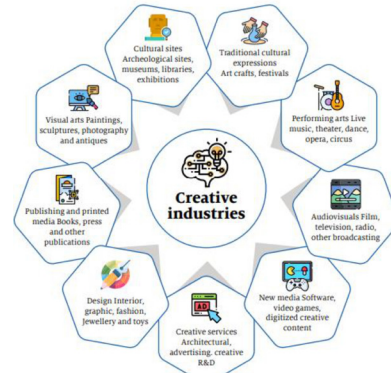 Cultural sites
Archeological sites,
museums, libraries,
exhibitions
Traditional cultural
expressions
Art crafts, festivals
Visual arts Paintings,
sculptures, photography
and antiques
Performing arts Live
music, theater, dance,
opera, circus
Creative
industries
Publishing and printed
media Books, press
and other
publications
Audiovisuals Film,
television, radio,
other broadcasting
Design Interior,
graphic, fashion,
Jewellery and toys
New media Software,
video games,
digitized creative
content
AD
Creative services
Architectural,
advertising. creative
R&D